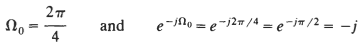 Ω₀ = 2π/4 and e^{-jΩ₀} = e^{-j2π/4} = e^{-jπ/2} = -j